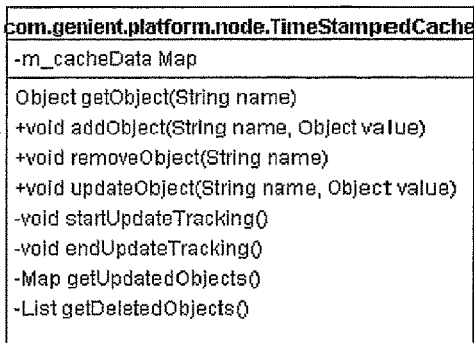 com.genient.platform.node.TimeStampedCache
-m_cacheData Map
Object getObject(String name)
+void addObject(String name, Object value)
+void removeObject(String name)
+void updateObject(String name, Object value)
-void startUpdateTracking()
-void endUpdateTracking()
-Map getUpdatedObjects()
-List getDeletedObjects()